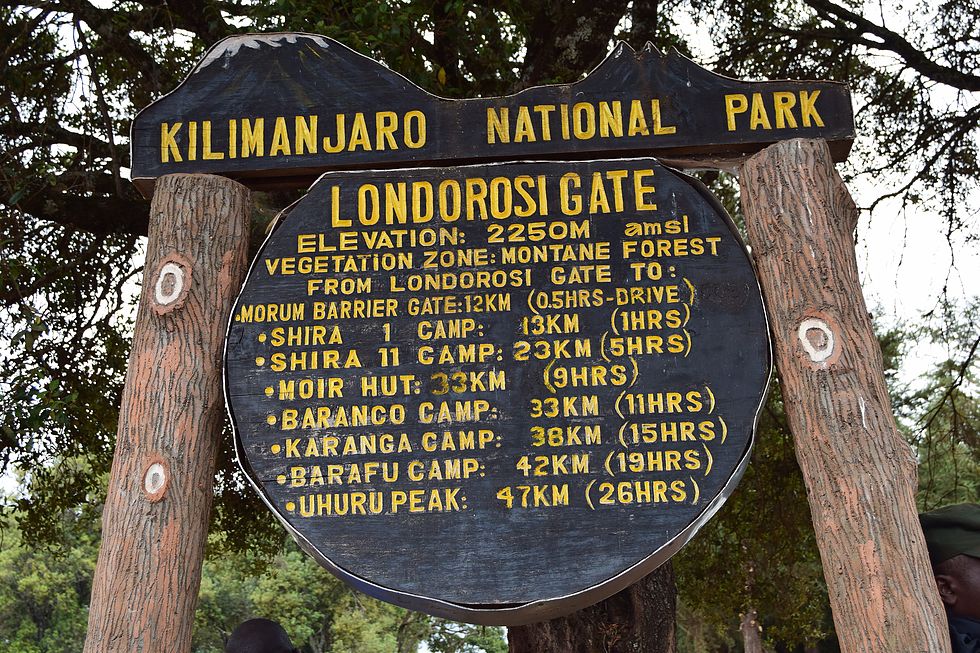 KILIMANJARO NATIONAL PARK
LONDOROSI GATE
ELEVATION: 2250M amsl
VEGETATION ZONE: MONTANE FOREST
FROM LONDOROSI GATE TO:
•MORUM BARRIER GATE:12KM (0.5HRS-DRIVE)
•SHIRA 1 CAMP: 13KM (1HRS)
•SHIRA 11 CAMP: 23KM (5HRS)
•MOIR HUT: 33KM (9HRS)
•BARANCO CAMP: 33KM (11HRS)
•KARANGA CAMP: 38KM (15HRS)
•BARAFU CAMP: 42KM (19HRS)
•UHURU PEAK: 47KM (26HRS)